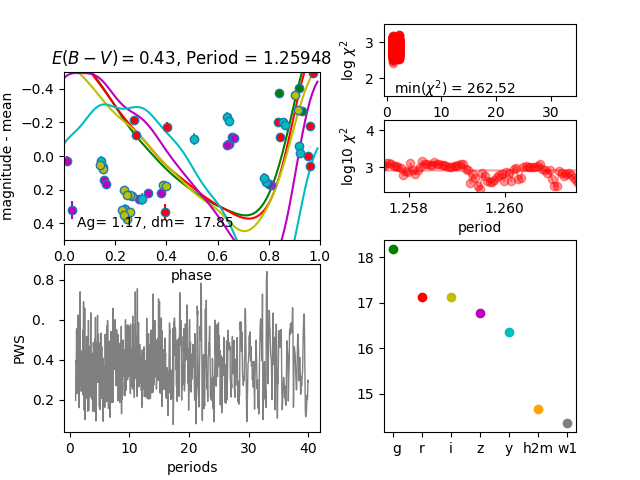 E(B − V) = 0.43, Period = 1.25948
magnitude - mean
−0.4
−0.2
0.0
0.2
0.4
Ag= 1.17, dm= 17.85
0.0 0.2 0.4 0.6 0.8 1.0
phase
PWS
0.8
0.
0.4
0.2
0 10 20 30 40
periods
log χ²
3
2
min(χ²) = 262.52
0 10 20 30
log10 χ²
4
3
1.258 1.260
period
18
17
16
15
g r i z y h2m w1